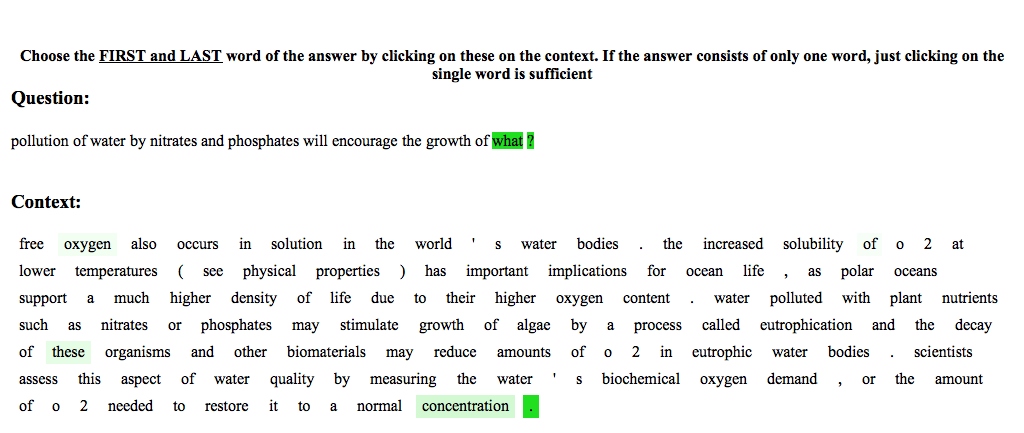 Choose the FIRST and LAST word of the answer by clicking on these on the context. If the answer consists of only one word, just clicking on the
single word is sufficient
Question:
pollution of water by nitrates and phosphates will encourage the growth of what ?
Context:
free oxygen also occurs in solution in the world ' s water bodies . the increased solubility of o 2 at
lower temperatures ( see physical properties ) has important implications for ocean life , as polar oceans
support a much higher density of life due to their higher oxygen content . water polluted with plant nutrients
such as nitrates or phosphates may stimulate growth of algae by a process called eutrophication and the decay
of these organisms and other biomaterials may reduce amounts of o 2 in eutrophic water bodies . scientists
assess this aspect of water quality by measuring the water ' s biochemical oxygen demand , or the amount
of o 2 needed to restore it to a normal concentration .